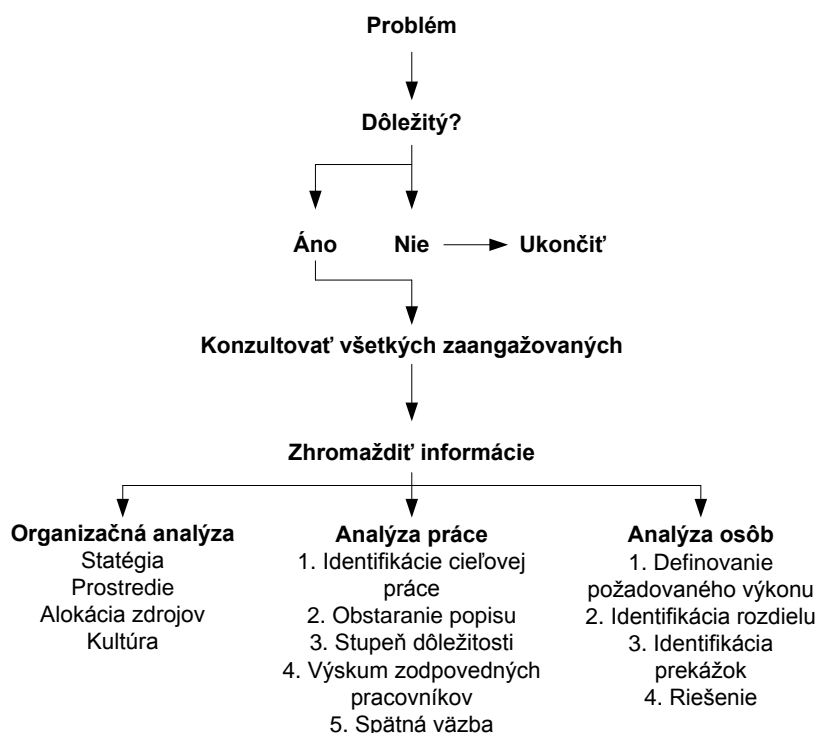 Problém
Dôležitý?
Áno
Nie
Ukončiť
Konzultovať všetkých zaangažovaných
Zhromaždiť informácie
Organizačná analýza
Statégia
Prostredie
Alokácia zdrojov
Kultúra
Analýza práce
1. Identifikácie cieľovej
práce
2. Obstaranie popisu
3. Stupeň dôležitosti
4. Výskum zodpovedných
pracovníkov
5. Spätná väzba
Analýza osôb
1. Definovanie
požadovaného výkonu
2. Identifikácia rozdielu
3. Identifikácia
prekážok
4. Riešenie